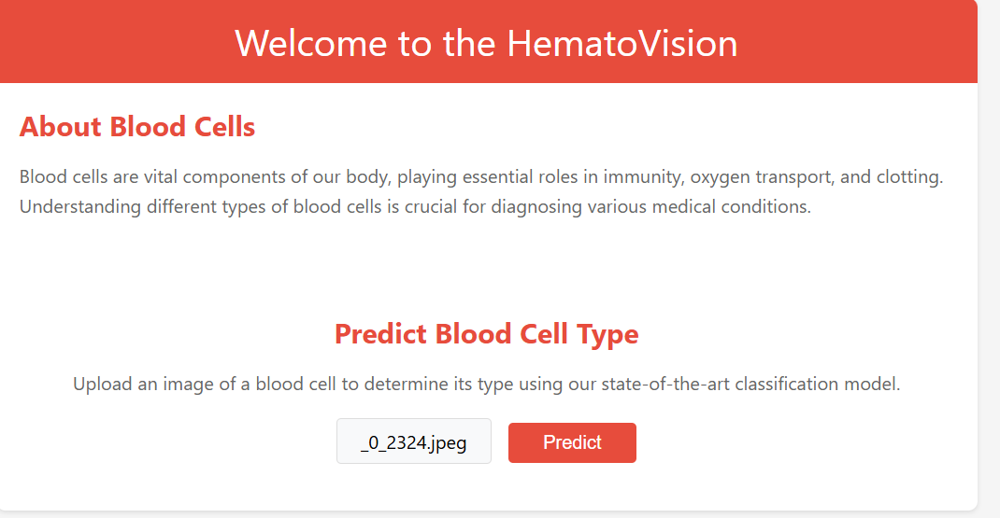 Welcome to the HematoVision
About Blood Cells
Blood cells are vital components of our body, playing essential roles in immunity, oxygen transport, and clotting.
Understanding different types of blood cells is crucial for diagnosing various medical conditions.
Predict Blood Cell Type
Upload an image of a blood cell to determine its type using our state-of-the-art classification model.
_0_2324.jpeg
Predict